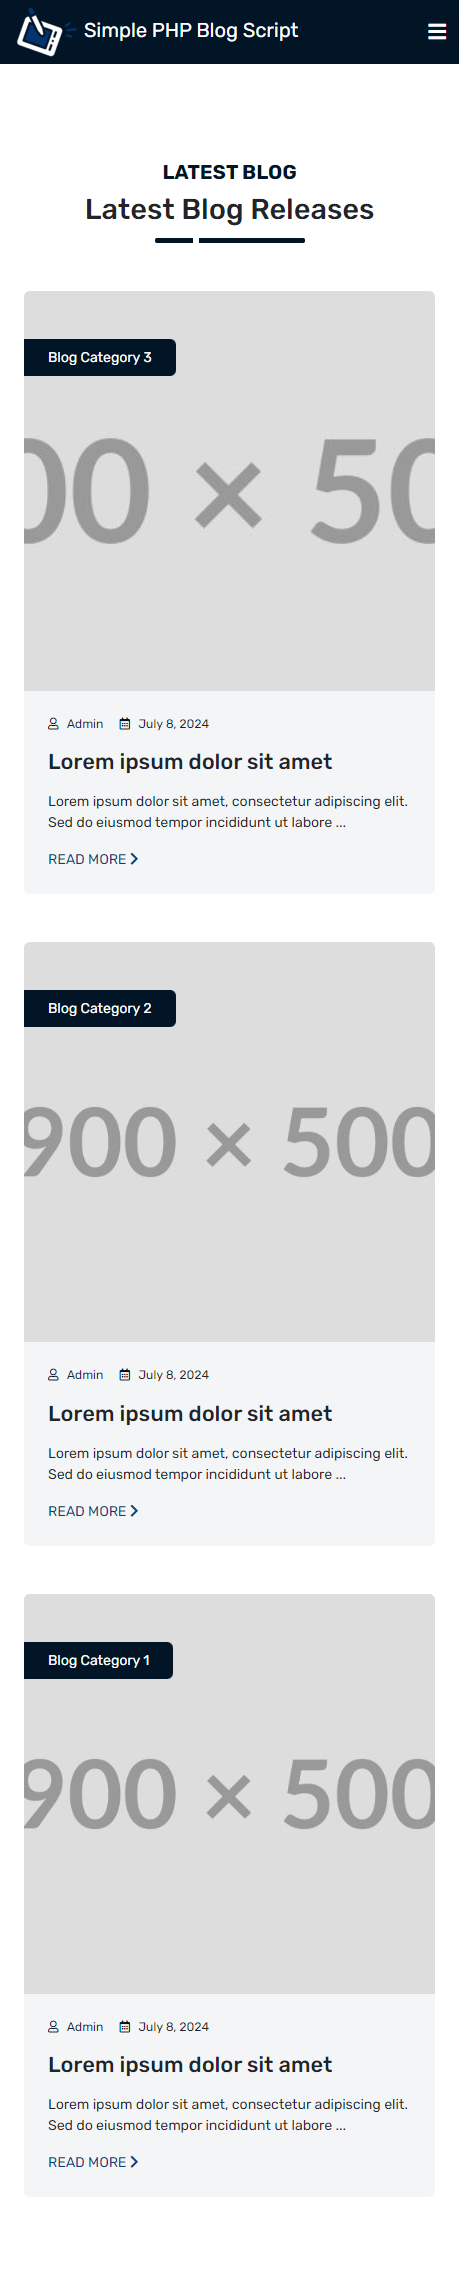 Simple PHP Blog Script
LATEST BLOG
Latest Blog Releases
Blog Category 3
00 × 50
Admin July 8, 2024
Lorem ipsum dolor sit amet
Lorem ipsum dolor sit amet, consectetur adipiscing elit.
Sed do eiusmod tempor incididunt ut labore ...
READ MORE
Blog Category 2
900 × 500
Admin July 8, 2024
Lorem ipsum dolor sit amet
Lorem ipsum dolor sit amet, consectetur adipiscing elit.
Sed do eiusmod tempor incididunt ut labore ...
READ MORE
Blog Category 1
900 × 500
Admin July 8, 2024
Lorem ipsum dolor sit amet
Lorem ipsum dolor sit amet, consectetur adipiscing elit.
Sed do eiusmod tempor incididunt ut labore ...
READ MORE